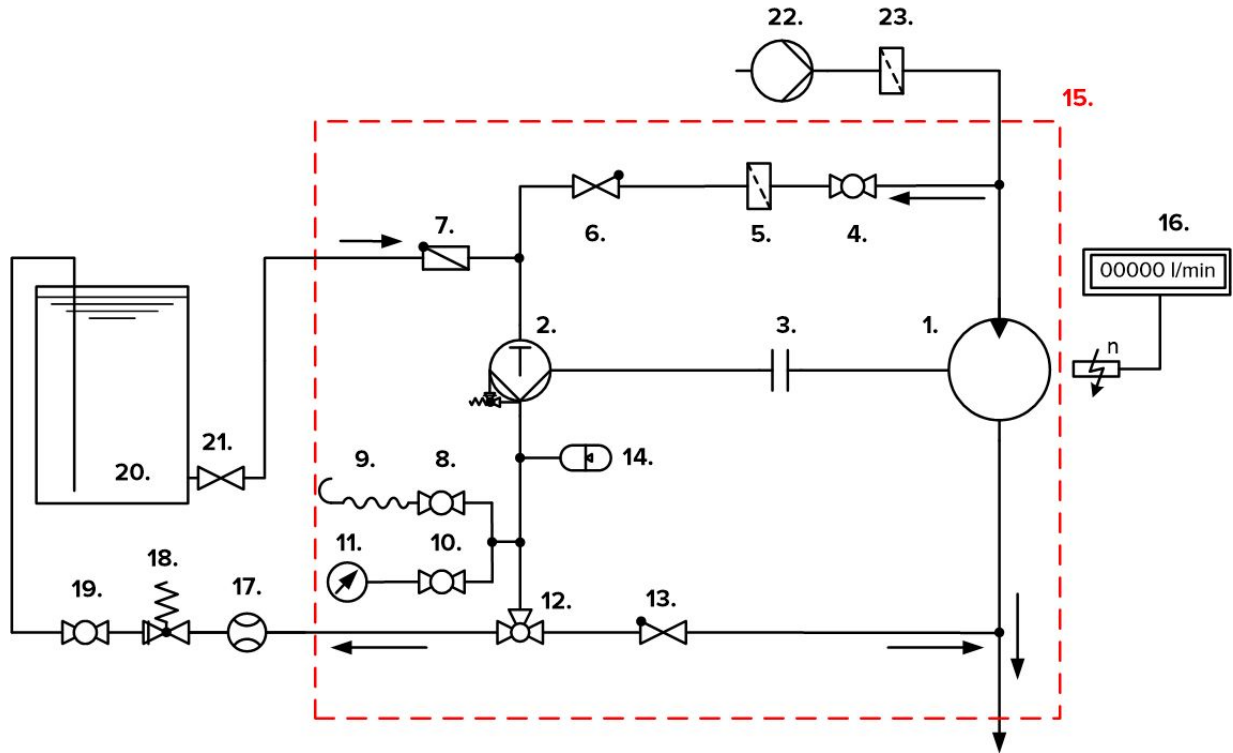 22. 23.
15.
7. 6. 5. 4. 16.
00000 l/min
2. 3. 1. n
21.
20. 9. 8. 14.
11. 10.
19. 18. 17. 12. 13.